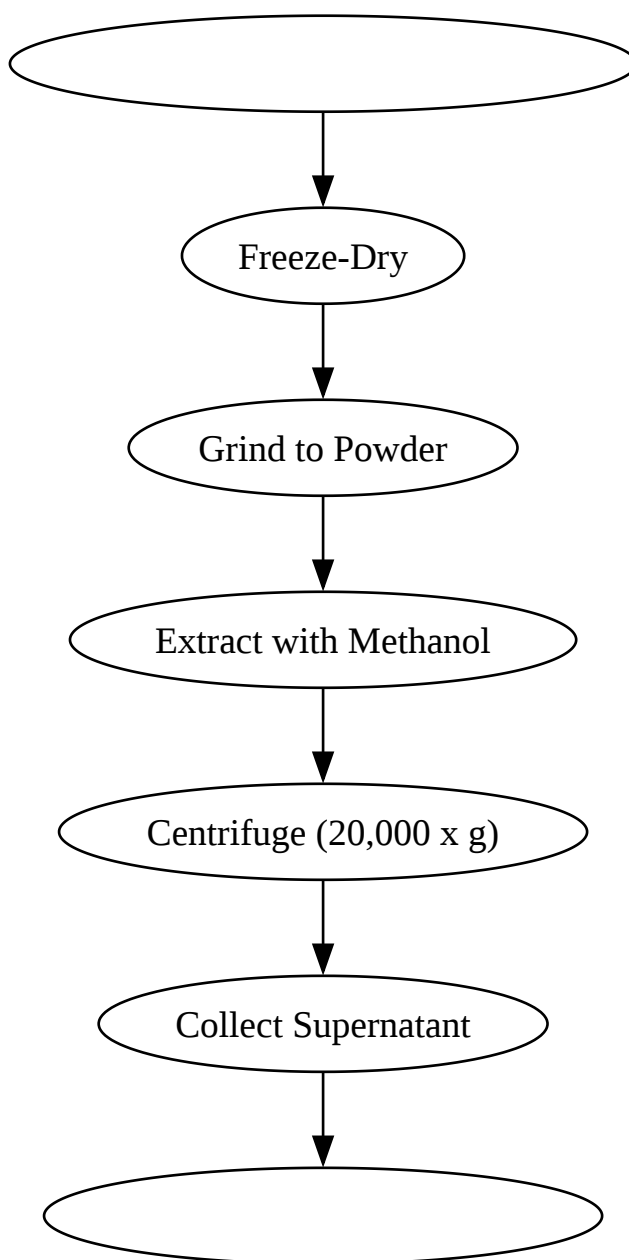 Freeze-Dry
Grind to Powder
Extract with Methanol
Centrifuge (20,000 x g)
Collect Supernatant